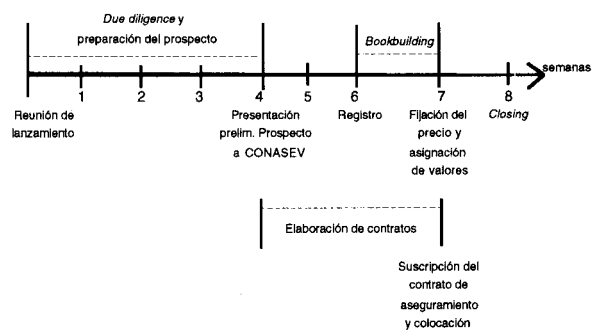 Due diligence y
preparación del prospecto
Bookbuilding
semanas
1
2
3
4
5
6
7
8
Reunión de
lanzamiento
Presentación
prelim. Prospecto
a CONASEV
Registro
Fijación del
precio y
asignación
de valores
Closing
Elaboración de contratos
Suscripción del
contrato de
aseguramiento
y colocación